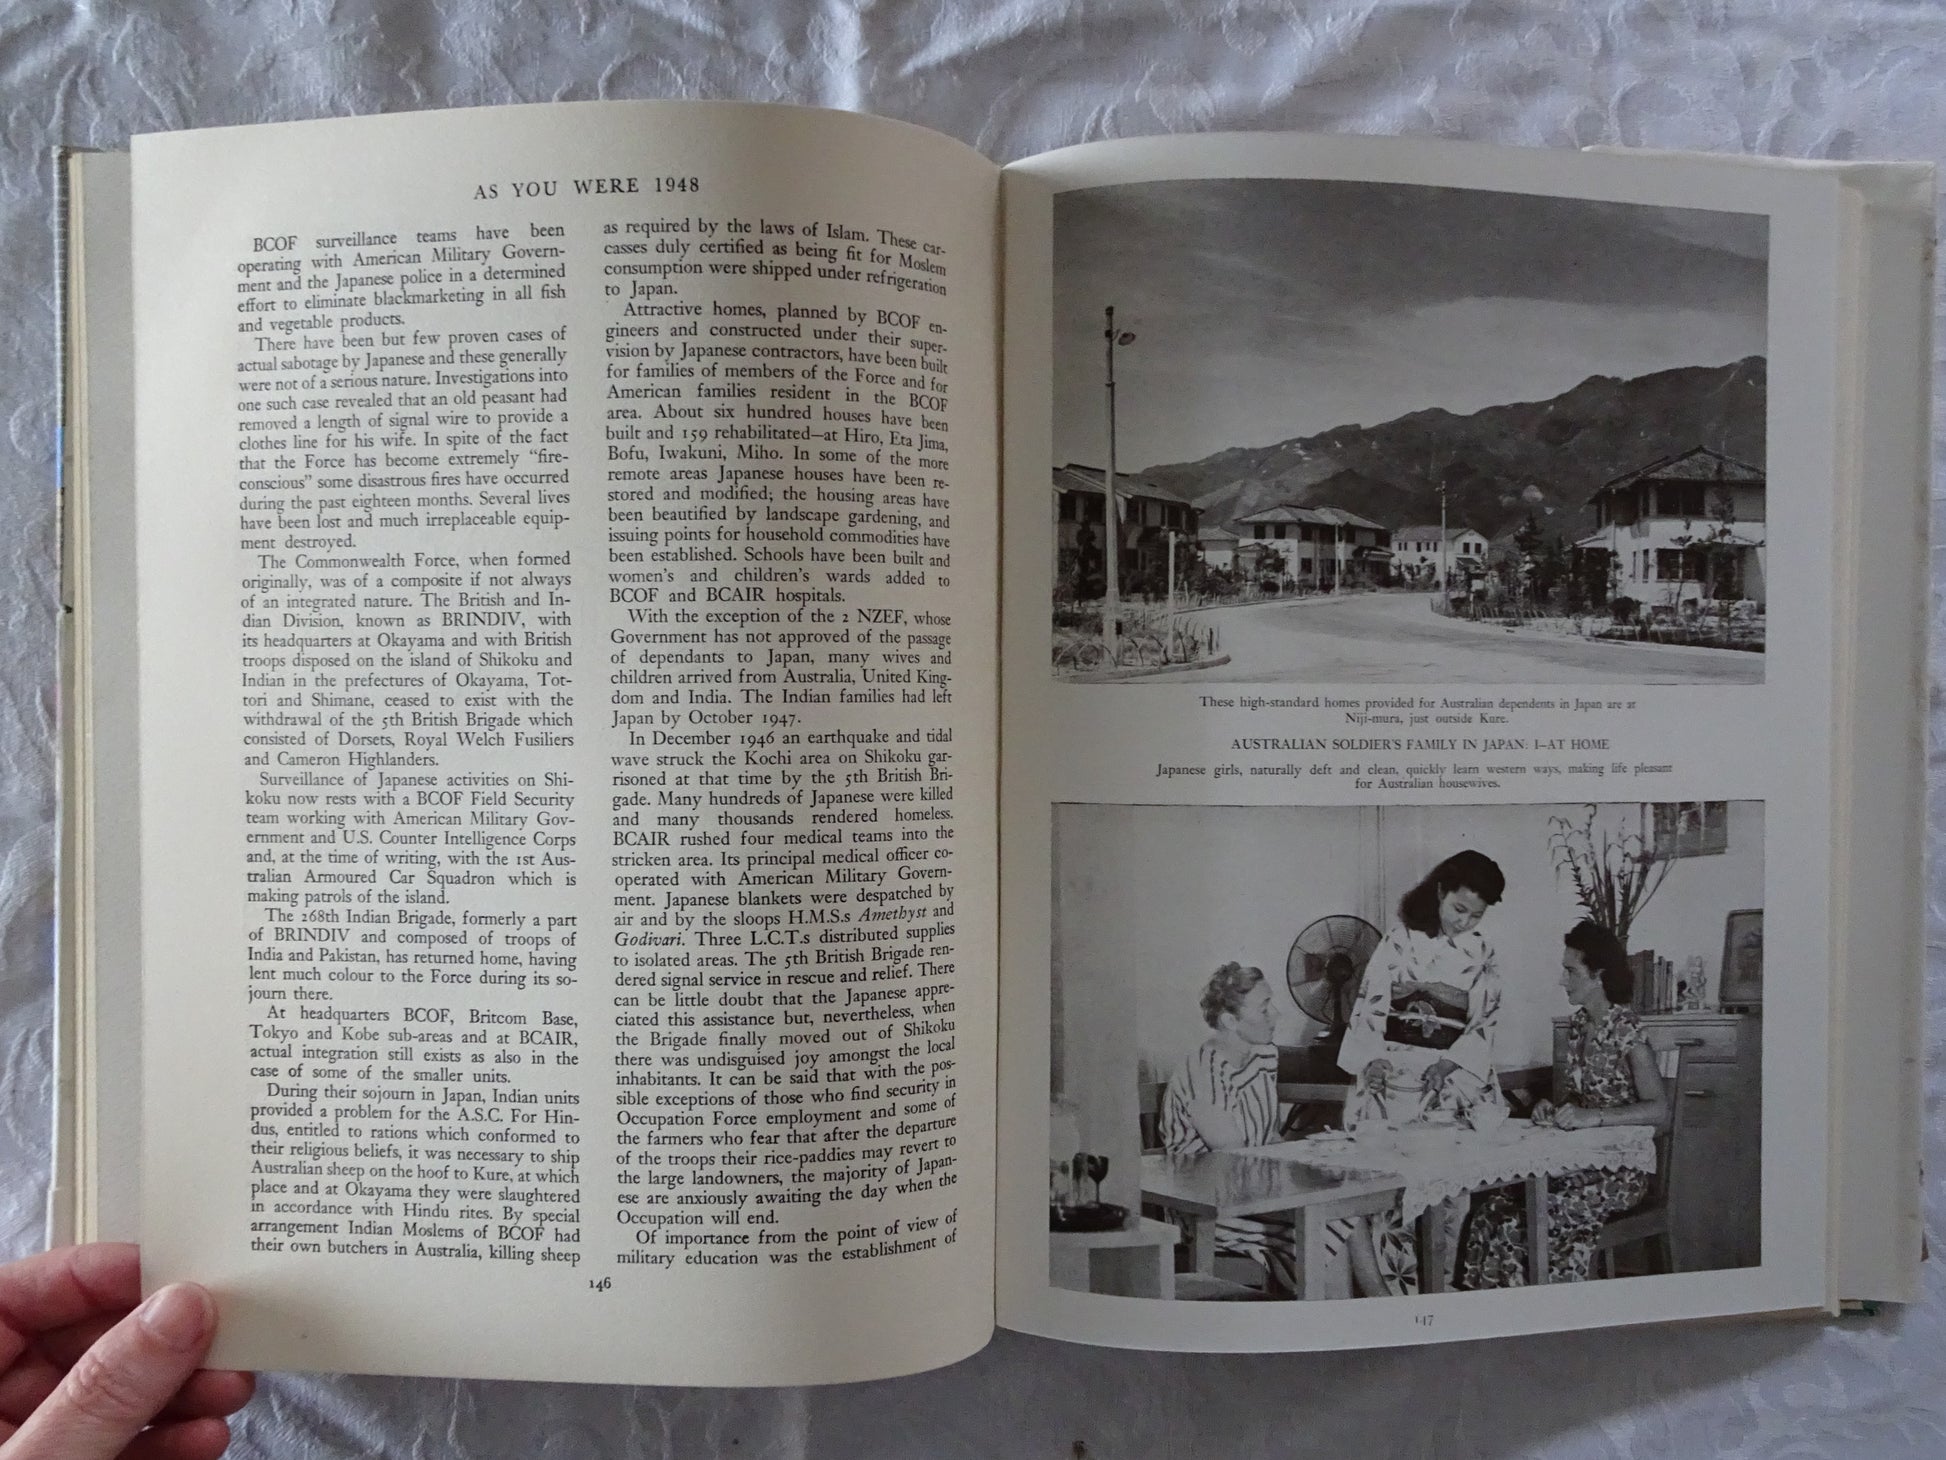 AS YOU WERE 1948
BCOF surveillance teams have been
operating with American Military Govern-
ment and the Japanese police in a determined
effort to eliminate blackmarketing in all fish
and vegetable products.
There have been but few proven cases of
actual sabotage by Japanese and these generally
were not of a serious nature. Investigations into
one such case revealed that an old peasant had
removed a length of signal wire to provide a
clothes line for his wife. In spite of the fact
that the Force has become extremely "fire-
conscious" some disastrous fires have occurred
during the past eighteen months. Several lives
have been lost and much irreplaceable equip-
ment destroyed.
The Commonwealth Force, when formed
originally, was of a composite if not always
of an integrated nature. The British and In-
dian Division, known as BRINDIV, with
its headquarters at Okayama and with British
troops disposed on the island of Shikoku and
Indian in the prefectures of Okayama, Tot-
tori and Shimane, ceased to exist with the
withdrawal of the 5th British Brigade which
consisted of Dorsets, Royal Welch Fusiliers
and Cameron Highlanders.
Surveillance of Japanese activities on Shi-
koku now rests with a BCOF Field Security
team working with American Military Gov-
ernment and U.S. Counter Intelligence Corps
and, at the time of writing, with the 1st Aus-
tralian Armoured Car Squadron which is
making patrols of the island.
The 268th Indian Brigade, formerly a part
of BRINDIV and composed of troops of
India and Pakistan, has returned home, having
lent much colour to the Force during its so-
journ there.
At headquarters BCOF, Britcom Base,
Tokyo and Kobe sub-areas and at BCAIR,
actual integration still exists as also in the
case of some of the smaller units.
During their sojourn in Japan, Indian units
provided a problem for the A.S.C. For Hin-
dus, entitled to rations which conformed to
their religious beliefs, it was necessary to ship
Australian sheep on the hoof to Kure, at which
place and at Okayama they were slaughtered
in accordance with Hindu rites. By special
arrangement Indian Moslems of BCOF had
their own butchers in Australia, killing sheep
as required by the laws of Islam. These car-
casses duly certified as being fit for Moslem
consumption were shipped under refrigeration
to Japan.
Attractive homes, planned by BCOF en-
gineers and constructed under their super-
vision by Japanese contractors, have been built
for families of members of the Force and for
American families resident in the BCOF
area. About six hundred houses have been
built and 159 rehabilitated—at Hiro, Eta Jima,
Bofu, Iwakuni, Miho. In some of the more
remote areas Japanese houses have been re-
stored and modified; the housing areas have
been beautified by landscape gardening, and
issuing points for household commodities have
been established. Schools have been built and
women's and children's wards added to
BCOF and BCAIR hospitals.
With the exception of the 2 NZEF, whose
Government has not approved of the passage
of dependants to Japan, many wives and
children arrived from Australia, United King-
dom and India. The Indian families had left
Japan by October 1947.
In December 1946 an earthquake and tidal
wave struck the Kochi area on Shikoku gar-
risoned at that time by the 5th British Bri-
gade. Many hundreds of Japanese were killed
and many thousands rendered homeless.
BCAIR rushed four medical teams into the
stricken area. Its principal medical officer co-
operated with American Military Govern-
ment. Japanese blankets were despatched by
air and by the sloops H.M.S.s Amethyst and
Godivari. Three L.C.T.s distributed supplies
to isolated areas. The 5th British Brigade ren-
dered signal service in rescue and relief. There
can be little doubt that the Japanese appre-
ciated this assistance but, nevertheless, when
the Brigade finally moved out of Shikoku
there was undisguised joy amongst the local
inhabitants. It can be said that with the pos-
sible exceptions of those who find security in
Occupation Force employment and some of
the farmers who fear that after the departure
of the troops their rice-paddies may revert to
the large landowners, the majority of Japan-
ese are anxiously awaiting the day when the
Occupation will end.
Of importance from the point of view of
military education was the establishment of
146
These high-standard homes provided for Australian dependents in Japan are at
Niji-mura, just outside Kure.
AUSTRALIAN SOLDIER'S FAMILY IN JAPAN: I—AT HOME
Japanese girls, naturally deft and clean, quickly learn western ways, making life pleasant
for Australian housewives.
147